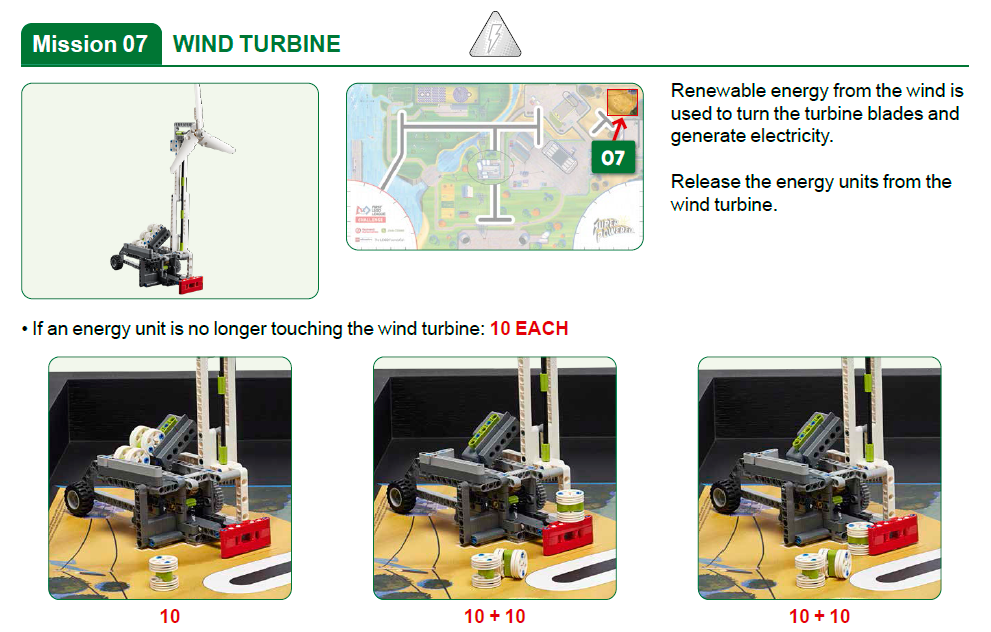 Mission 07
WIND TURBINE
Renewable energy from the wind is
used to turn the turbine blades and
generate electricity.
07
Release the energy units from the
wind turbine.
• If an energy unit is no longer touching the wind turbine: 10 EACH
10
10 + 10
10 + 10